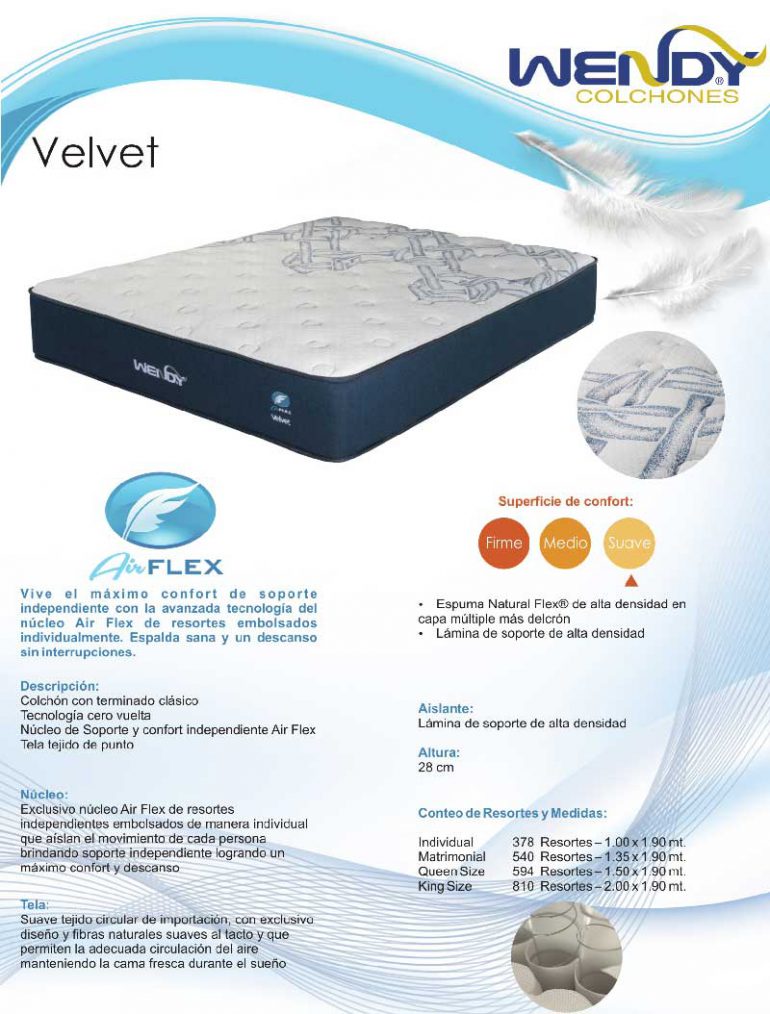 WENDY®
COLCHONES
Velvet
WENDY
AirFLEX
Velvet
AirFLEX
Vive el máximo confort de soporte
independiente con la avanzada tecnología del
núcleo Air Flex de resortes embolsados
individualmente. Espalda sana y un descanso
sin interrupciones.
Descripción:
Colchón con terminado clásico
Tecnología cero vuelta
Núcleo de Soporte y confort independiente Air Flex
Tela tejido de punto
Núcleo:
Exclusivo núcleo Air Flex de resortes
independientes embolsados de manera individual
que aíslan el movimiento de cada persona
brindando soporte independiente logrando un
máximo confort y descanso
Tela:
Suave tejido circular de importación, con exclusivo
diseño y fibras naturales suaves al tacto y que
permiten la adecuada circulación del aire
manteniendo la cama fresca durante el sueño
Superficie de confort:
Firme Medio Suave
• Espuma Natural Flex® de alta densidad en
capa múltiple más delcrón
• Lámina de soporte de alta densidad
Aislante:
Lámina de soporte de alta densidad
Altura:
28 cm
Conteo de Resortes y Medidas:
Individual 378 Resortes – 1.00 x 1.90 mt.
Matrimonial 540 Resortes – 1.35 x 1.90 mt.
Queen Size 594 Resortes – 1.50 x 1.90 mt.
King Size 810 Resortes – 2.00 x 1.90 mt.